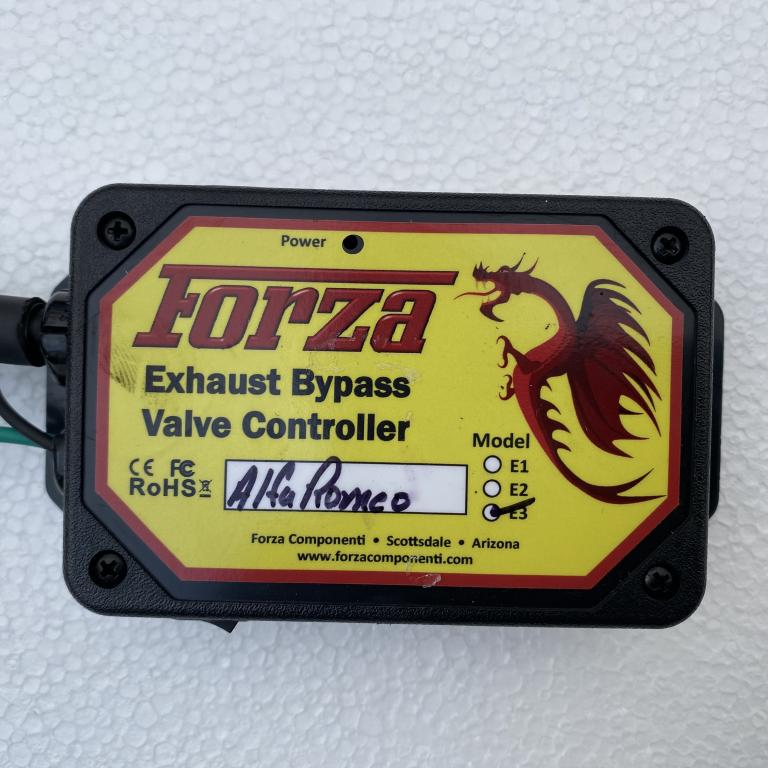 Power
Forza
Exhaust Bypass
Valve Controller
Model
E1
E2
E3
CE FC
RoHS
Alfa Romeo
Forza Componenti • Scottsdale • Arizona
www.forzacomponenti.com